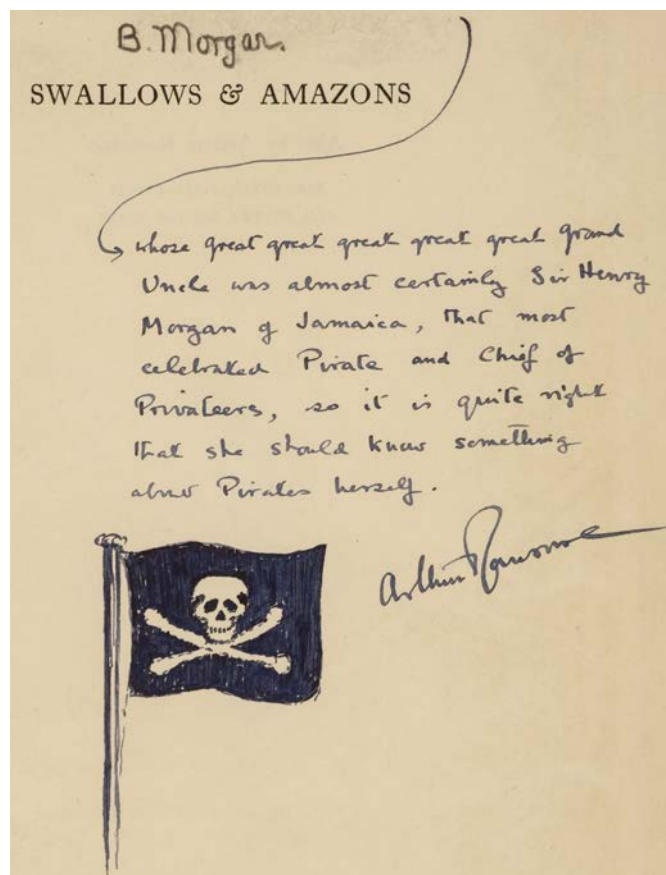 B. Morgan.
SWALLOWS & AMAZONS
whose great great great great great grand
Uncle was almost certainly Sir Henry
Morgan of Jamaica, that most
celebrated Pirate and Chief of
Privateers, so it is quite right
that she should know something
about Pirates herself.
Arthur Ransome